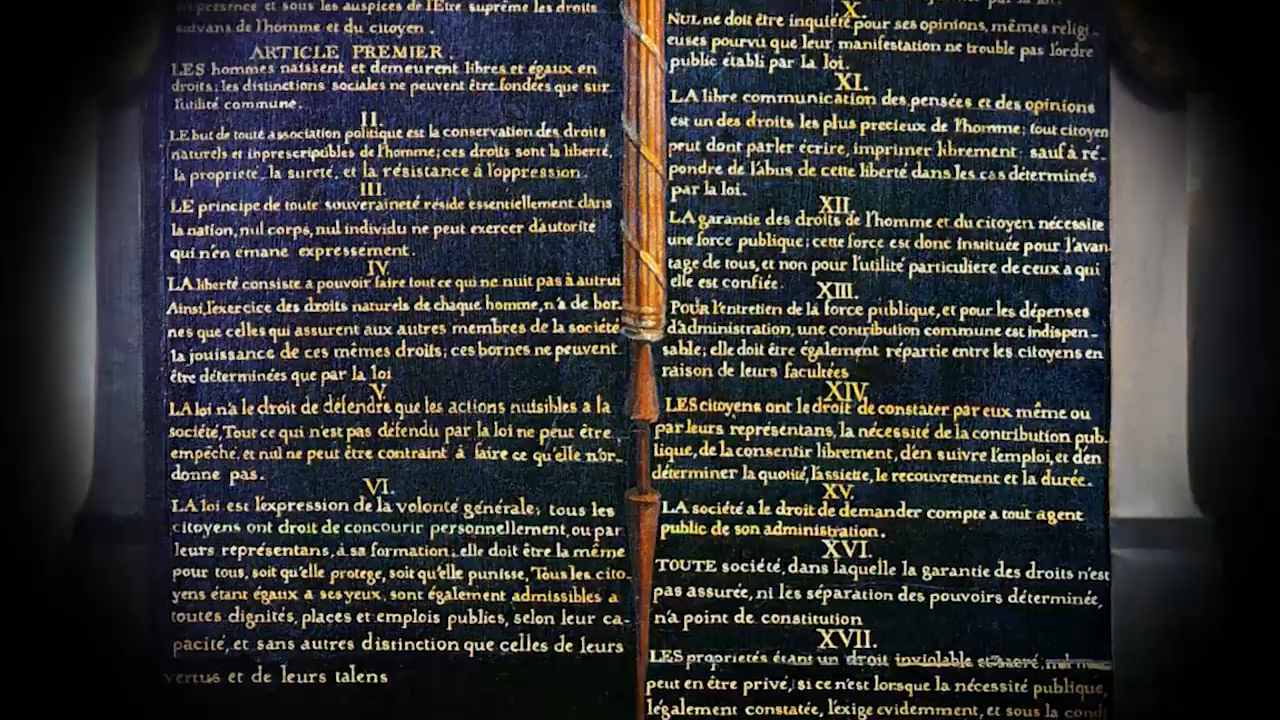 présence et sous les auspices de l'Etre suprême les droits
suivans de l'homme et du citoyen .
ARTICLE PREMIER .
LES hommes naissent et demeurent libres et égaux en
droits; les distinctions sociales ne peuvent être fondées que sur
l'utilité commune.
II.
LE but de toute association politique est la conservation des droits
naturels et inprescriptibles de l'homme; ces droits sont la liberté,
la propriété, la sureté, et la résistance à l'oppression.
III.
LE principe de toute souveraineté réside essentiellement dans
la nation, nul corps, nul individu ne peut exercer d'autorité
qui n'en émane expressement.
IV.
LA liberté consiste a pouvoir faire tout ce qui ne nuit pas à autrui
Ainsi, l'exercice des droits naturels de chaque homme, n'a de bor-
nes que celles qui assurent aux autres membres de la société
la jouissance de ces mêmes droits; ces bornes ne peuvent
être déterminées que par la loi
V.
LA loi n'a le droit de défendre que les actions nuisibles a la
société, Tout ce qui n'est pas défendu par la loi ne peut être
empêché, et nul ne peut être contraint à faire ce qu'elle n'or-
donne pas.
VI.
LA loi est l'expression de la volonté générale; tous les
citoyens ont droit de concourir personnellement, ou par
leurs représentans, à sa formation; elle doit être la même
pour tous, soit qu'elle protege, soit qu'elle punisse, Tous les cito-
yens étant égaux a ses yeux, sont également admissibles a
toutes dignités, places et emplois publics, selon leur ca-
pacité, et sans autres distinction que celles de leurs
vertus et de leurs talens
X.
NUL ne doit être inquiété pour ses opinions, mêmes religi-
euses pourvu que leur manifestation ne trouble pas l'ordre
public établi par la loi.
XI.
LA libre communication des pensées et des opinions
est un des droits les plus precieux de l'homme; tout citoyen
peut dont parler écrire, imprimer librement; sauf à ré-
pondre de l'abus de cette liberté dans les cas déterminés
par la loi.
XII.
LA garantie des droits de l'homme et du citoyen nécessite
une force publique; cette force est donc instituée pour l'avan-
tage de tous, et non pour l'utilité particuliere de ceux a qui
elle est confiée.
XIII.
POUR l'entretien de la force publique, et pour les dépenses
d'administration, une contribution commune est indispen-
sable; elle doit être également répartie entre les citoyens en
raison de leurs facultées
XIV.
LES citoyens ont le droit de constater par eux même ou
par leurs représentans, la nécessité de la contribution pub-
lique, de la consentir librement, d'en suivre l'emploi, et d'en
déterminer la quotité, l'assiette, le recouvrement et la durée.
XV.
LA société a le droit de demander compte a tout agent
public de son administration.
XVI.
TOUTE société, dans laquelle la garantie des droits n'est
pas assurée, ni les séparation des pouvoirs déterminée,
n'a point de constitution
XVII.
LES proprietés étant un droit inviolable et sacré, nul ne
peut en être privé, si ce n'est lorsque la nécessité publique,
légalement constatée, l'exige evidemment, et sous la